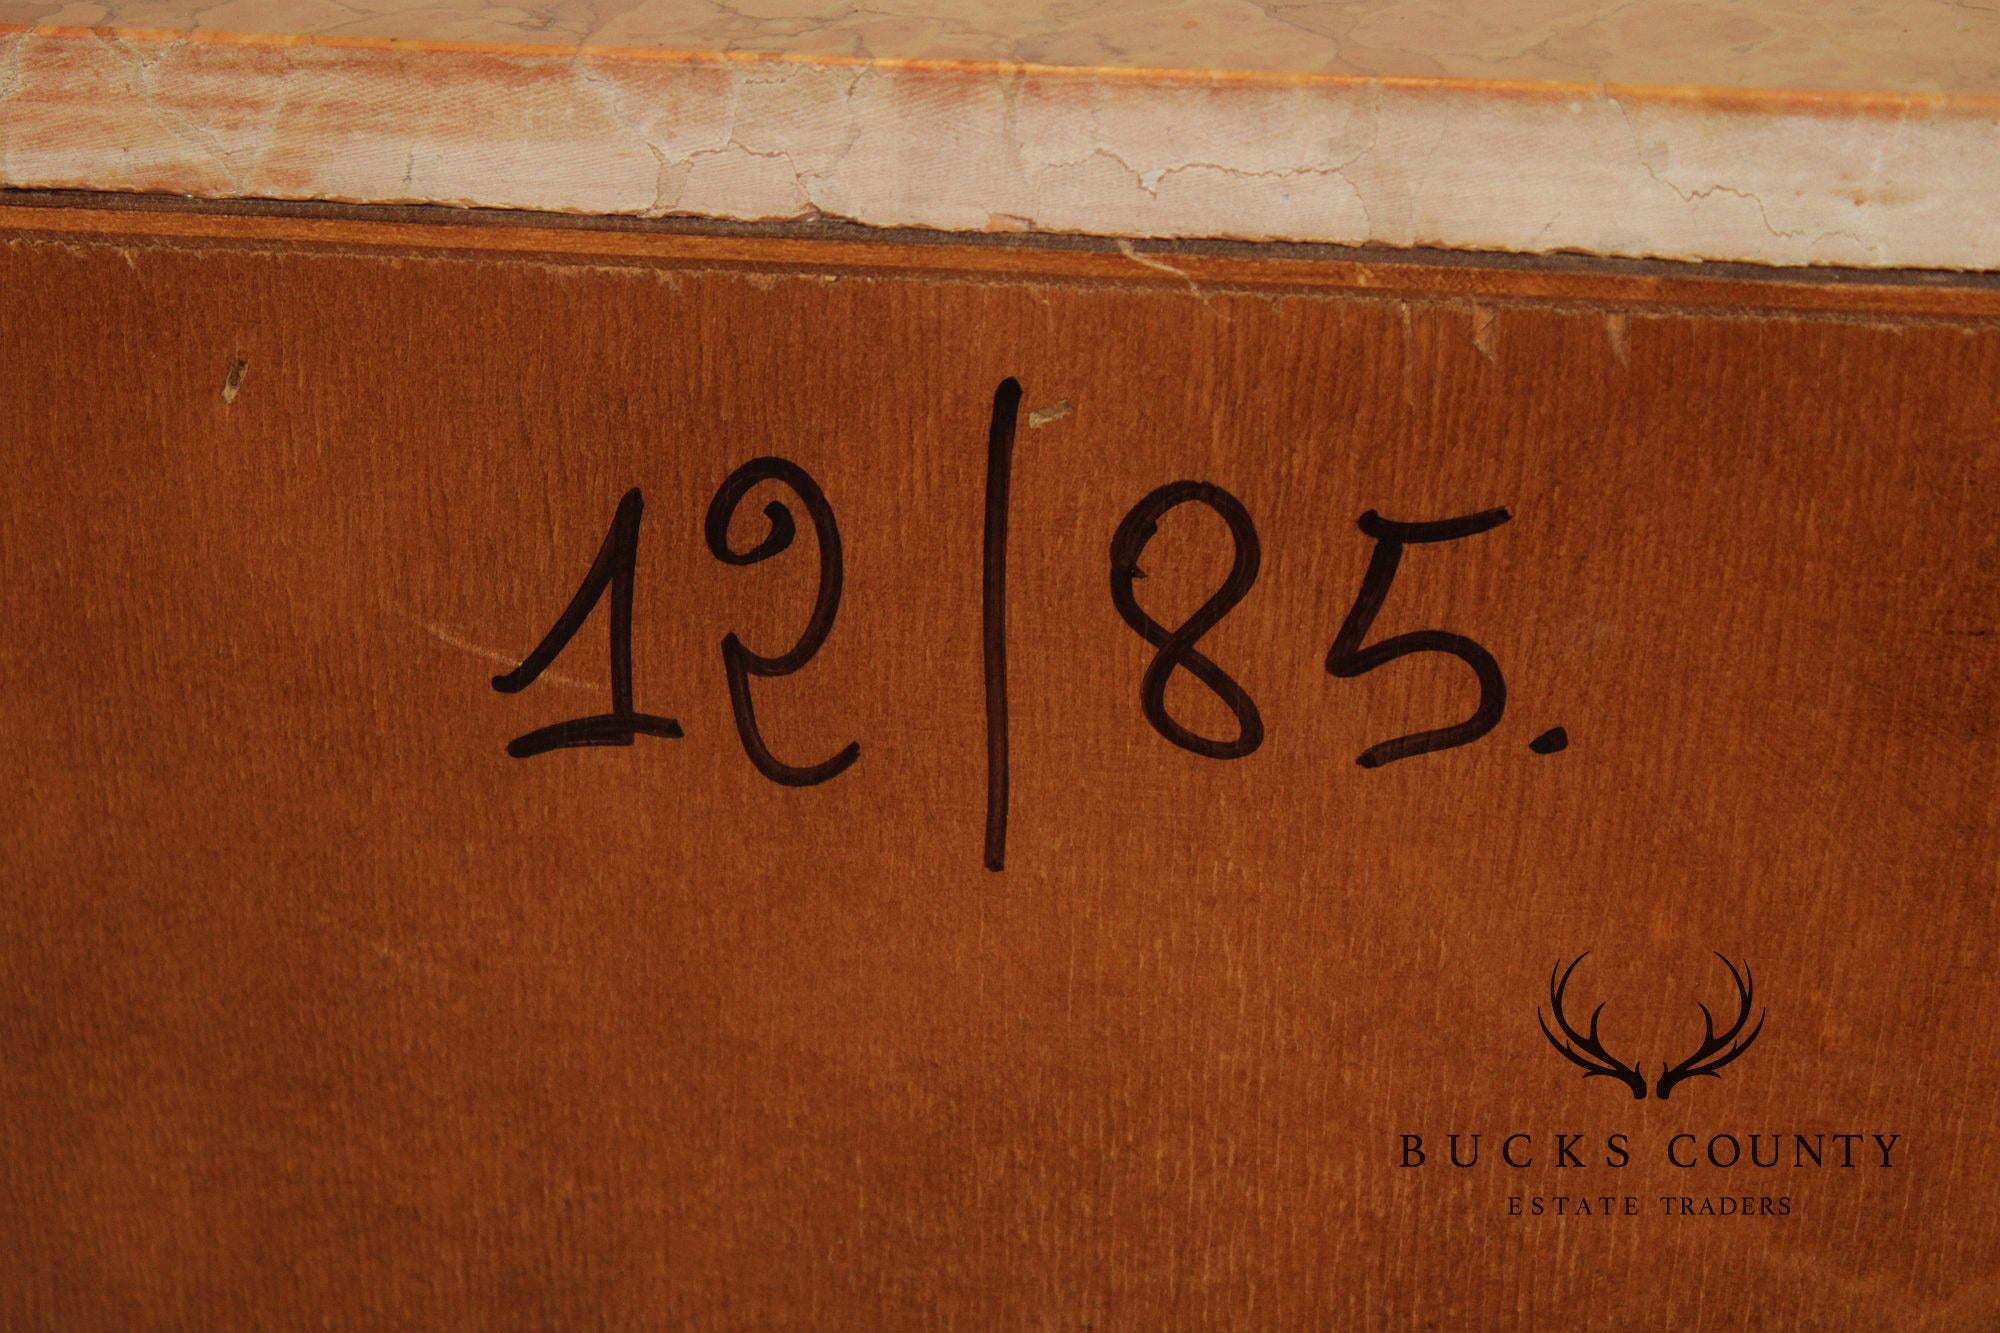 12/85.
BUCKS COUNTY
ESTATE TRADERS